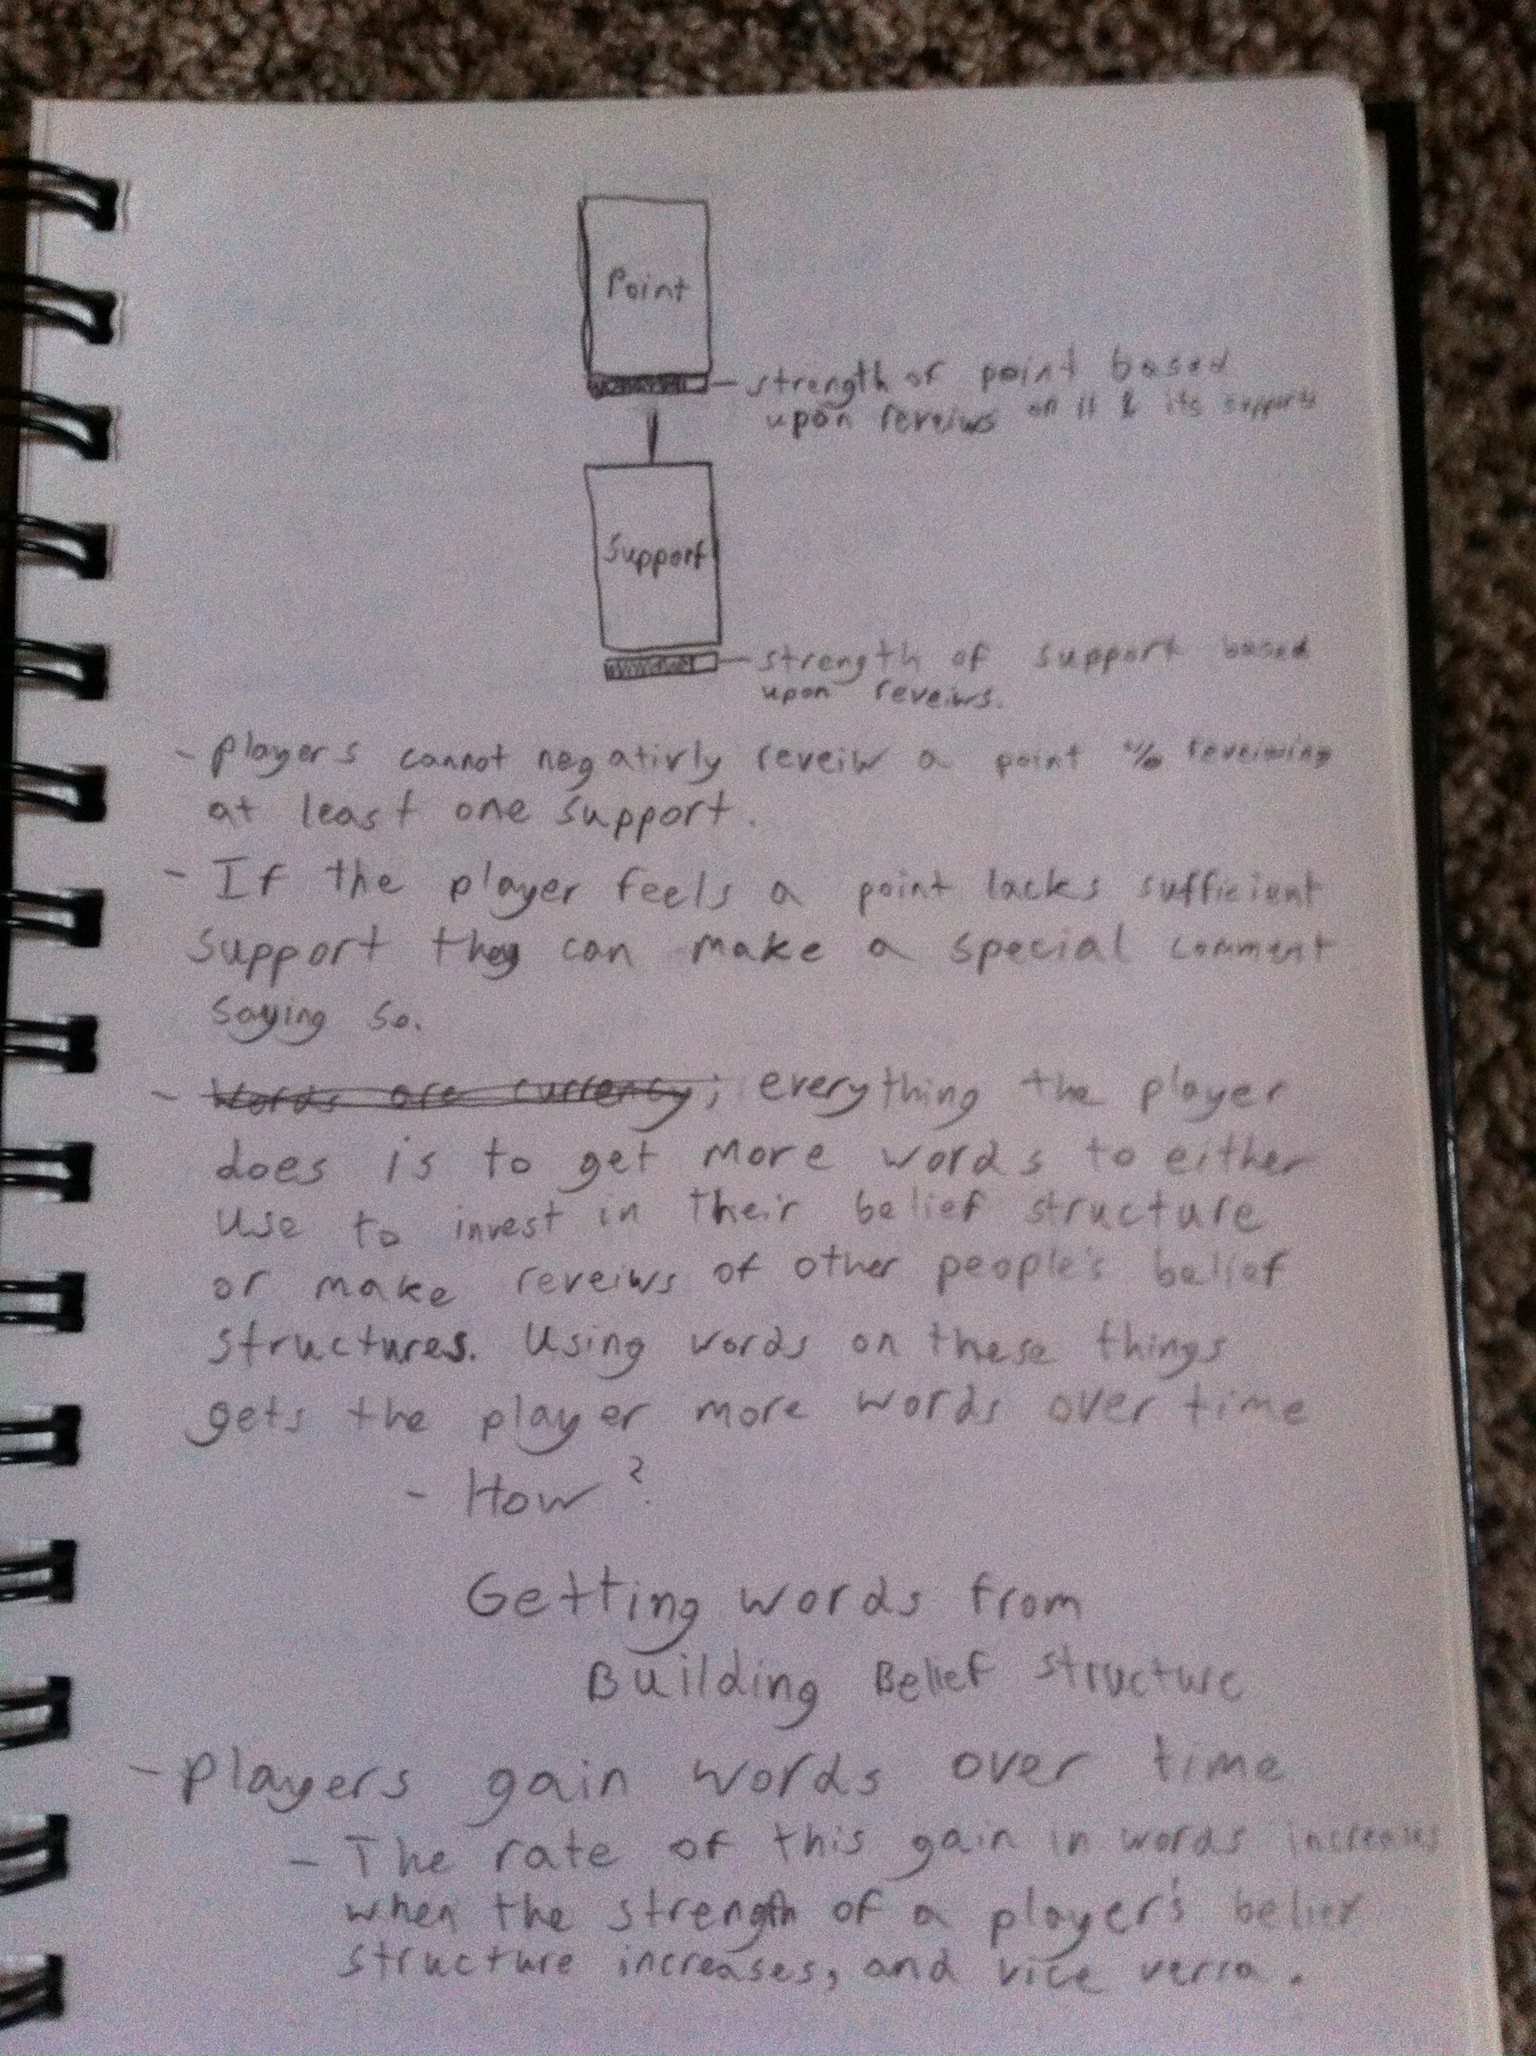 Point
strength of point based
upon reveiws on it & its supports
Support
strength of support based
upon reveiws.
- Players cannot negativly reveiw a point w/o reveiwing
at least one support.
- If the player feels a point lacks sufficient
support they can make a special comment
saying so.
- Words are currency; everything the player
does is to get more words to either
use to invest in their belief structure
or make reveiws of other people's belief
structures. Using words on these things
gets the player more words over time
- How?
Getting words from
Building Belief structure
- Players gain words over time
- The rate of this gain in words increases
when the strength of a player's belief
structure increases, and vice versa.